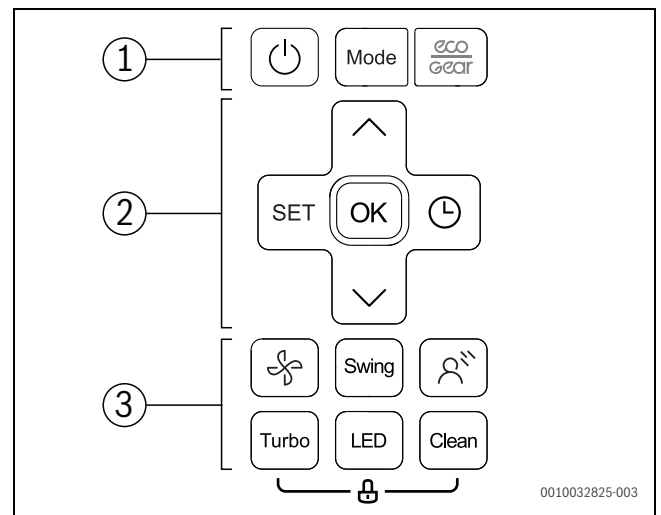 1
Mode
eco
Gear
2
SET
OK
3
Swing
Turbo
LED
Clean
0010032825-003